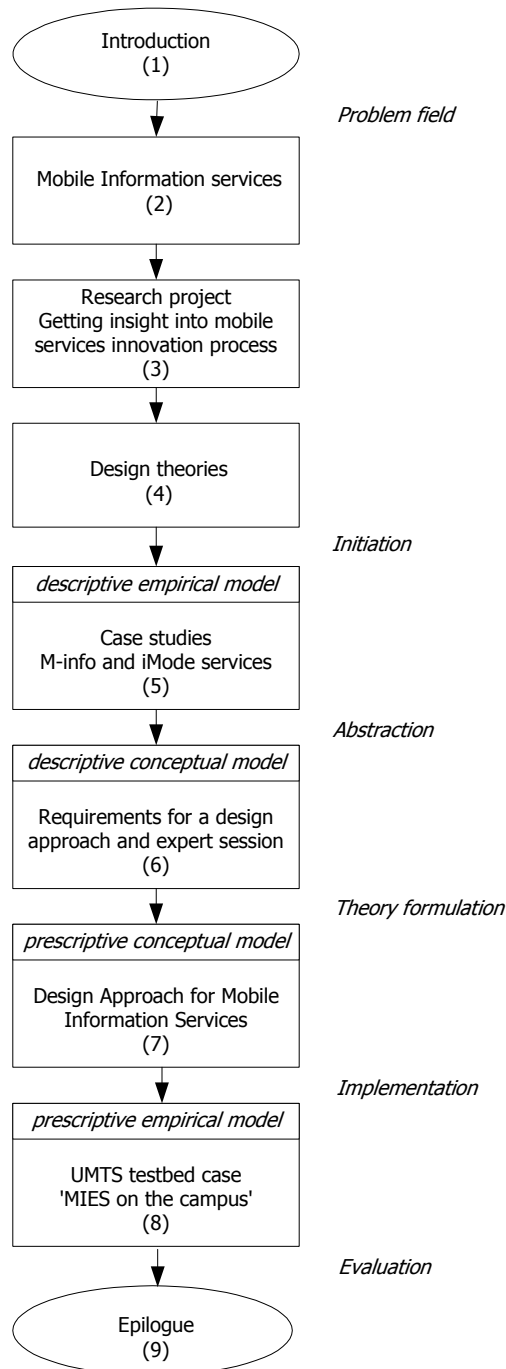 Introduction
(1)
Problem field
Mobile Information services
(2)
Research project
Getting insight into mobile
services innovation process
(3)
Design theories
(4)
Initiation
descriptive empirical model
Case studies
M-info and iMode services
(5)
Abstraction
descriptive conceptual model
Requirements for a design
approach and expert session
(6)
Theory formulation
prescriptive conceptual model
Design Approach for Mobile
Information Services
(7)
Implementation
prescriptive empirical model
UMTS testbed case
'MIES on the campus'
(8)
Evaluation
Epilogue
(9)